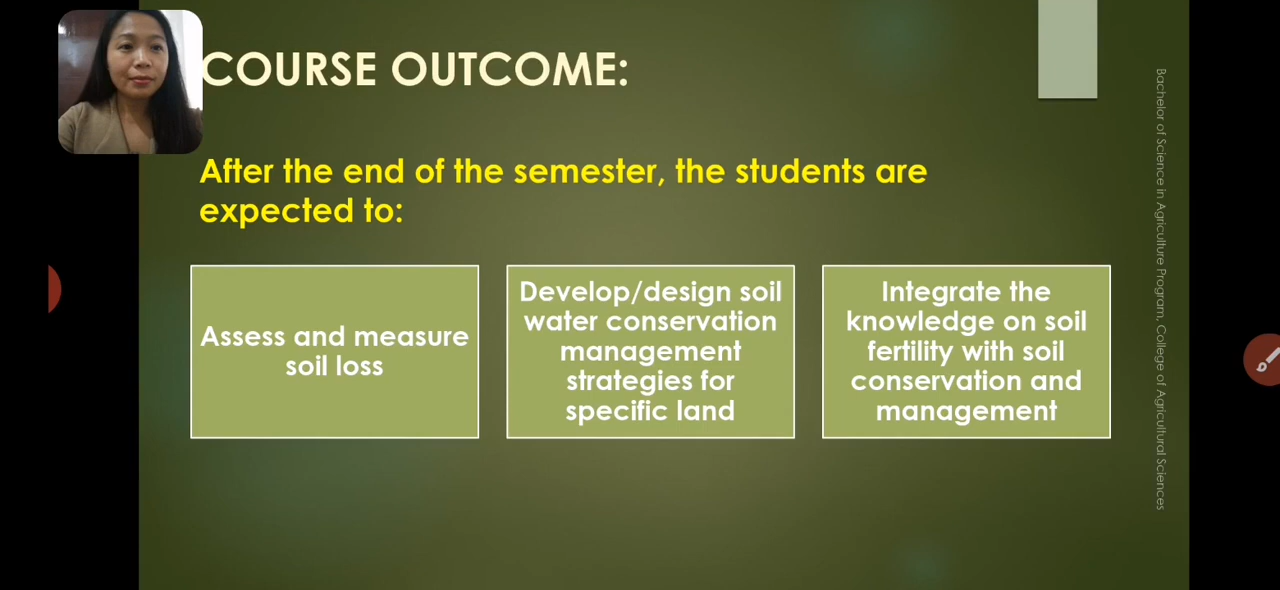 COURSE OUTCOME:
After the end of the semester, the students are
expected to:
Assess and measure
soil loss
Develop/design soil
water conservation
management
strategies for
specific land
Integrate the
knowledge on soil
fertility with soil
conservation and
management
Bachelor of Science in Agriculture Program, College of Agricultural Sciences